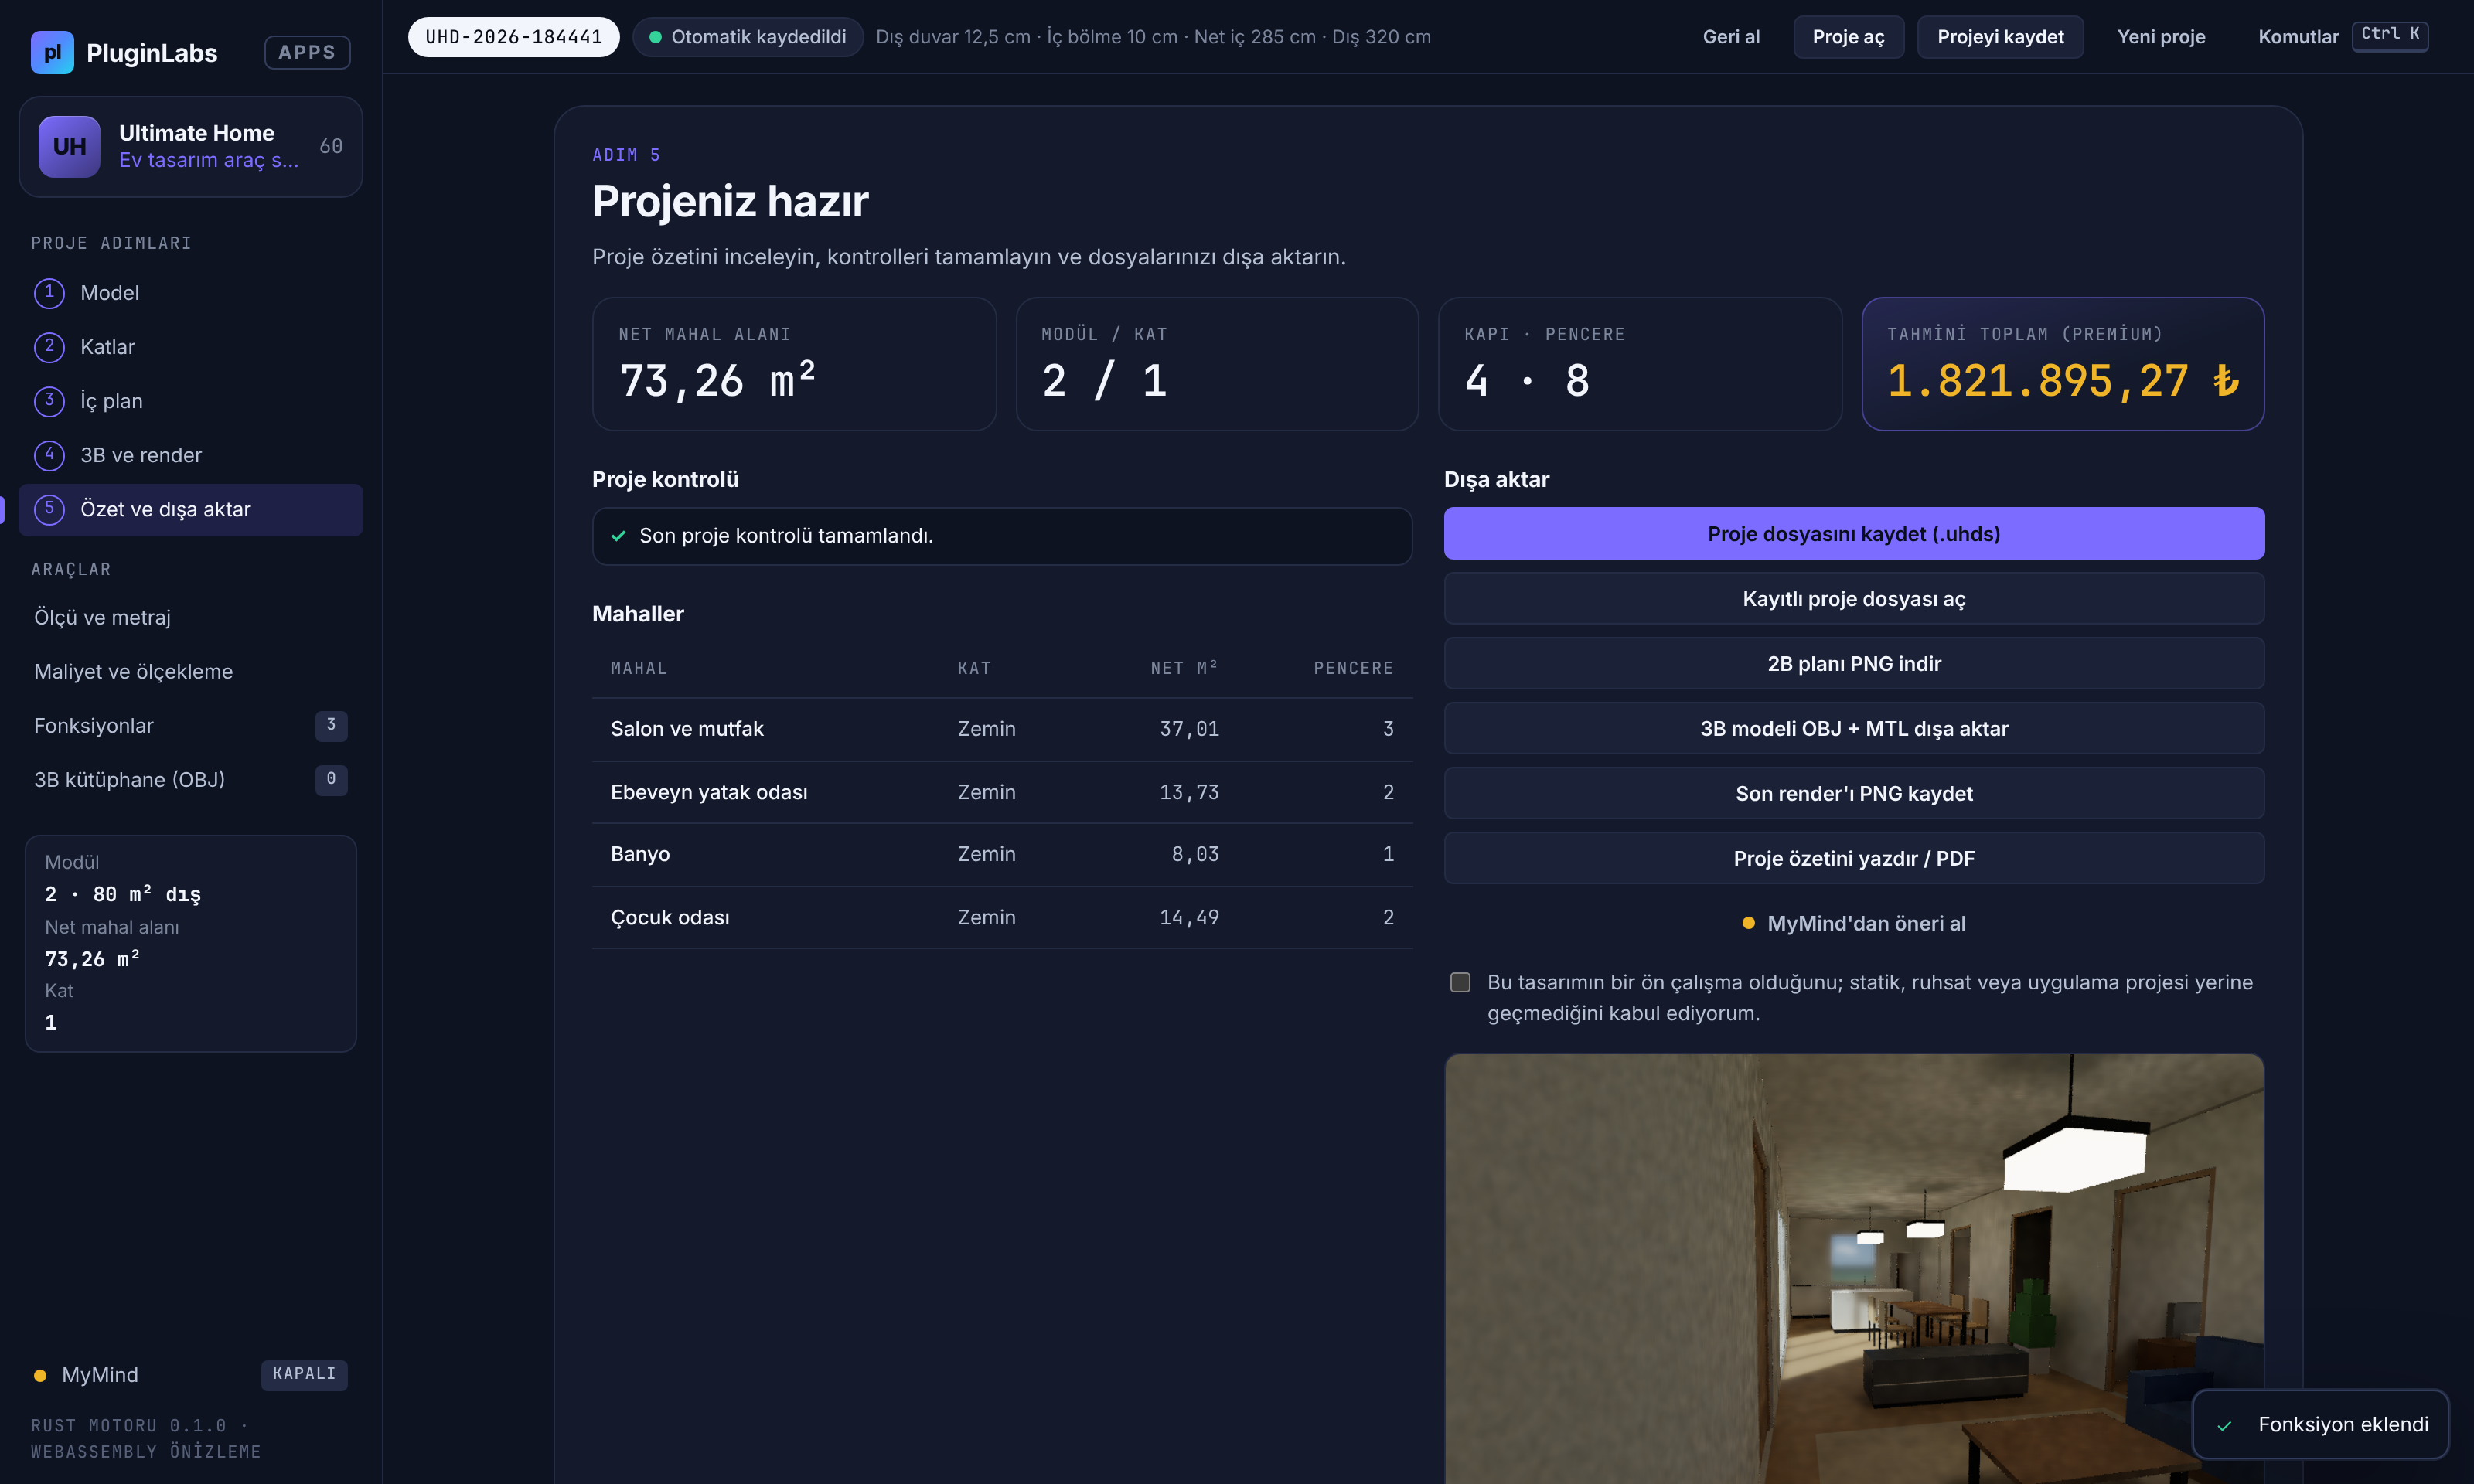 pl PluginLabs APPS
UH Ultimate Home 60
Ev tasarım araç s...
PROJE ADIMLARI
1 Model
2 Katlar
3 İç plan
4 3B ve render
5 Özet ve dışa aktar
ARAÇLAR
Ölçü ve metraj
Maliyet ve ölçekleme
Fonksiyonlar 3
3B kütüphane (OBJ) 0
Modül
2 · 80 m² dış
Net mahal alanı
73,26 m²
Kat
1
MyMind KAPALI
RUST MOTORU 0.1.0 ·
WEBASSEMBLY ÖNİZLEME
UHD-2026-184441 Otomatik kaydedildi Dış duvar 12,5 cm · İç bölme 10 cm · Net iç 285 cm · Dış 320 cm Geri al Proje aç Projeyi kaydet Yeni proje Komutlar Ctrl K
ADIM 5
Projeniz hazır
Proje özetini inceleyin, kontrolleri tamamlayın ve dosyalarınızı dışa aktarın.
NET MAHAL ALANI
73,26 m²
MODÜL / KAT
2 / 1
KAPI · PENCERE
4 · 8
TAHMİNİ TOPLAM (PREMİUM)
1.821.895,27 ₺
Proje kontrolü
✓ Son proje kontrolü tamamlandı.
Mahaller
MAHAL KAT NET M² PENCERE
Salon ve mutfak Zemin 37,01 3
Ebeveyn yatak odası Zemin 13,73 2
Banyo Zemin 8,03 1
Çocuk odası Zemin 14,49 2
Dışa aktar
Proje dosyasını kaydet (.uhds)
Kayıtlı proje dosyası aç
2B planı PNG indir
3B modeli OBJ + MTL dışa aktar
Son render'ı PNG kaydet
Proje özetini yazdır / PDF
MyMind'dan öneri al
Bu tasarımın bir ön çalışma olduğunu; statik, ruhsat veya uygulama projesi yerine
geçmediğini kabul ediyorum.
✓ Fonksiyon eklendi